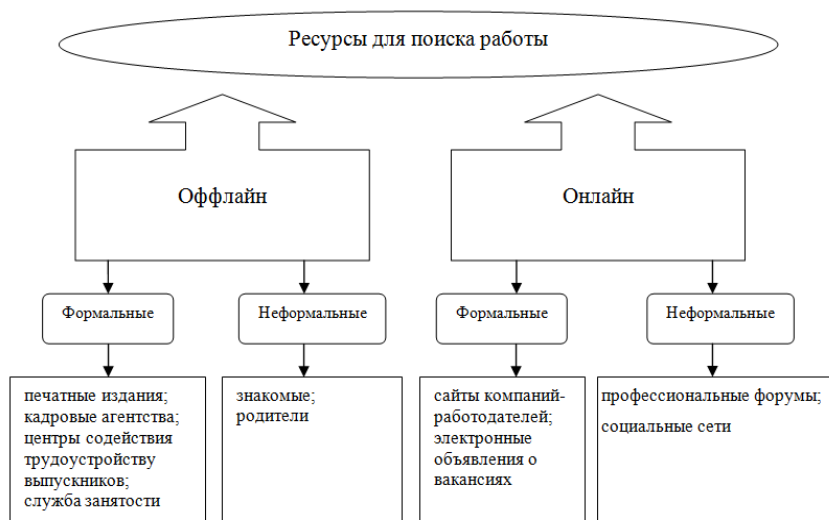 Ресурсы для поиска работы
Оффлайн
Онлайн
Формальные
Неформальные
Формальные
Неформальные
печатные издания;
кадровые агентства;
центры содействия
трудоустройству
выпускников;
служба занятости
знакомые;
родители
сайты компаний-
работодателей;
электронные
объявления о
вакансиях
профессиональные форумы;
социальные сети